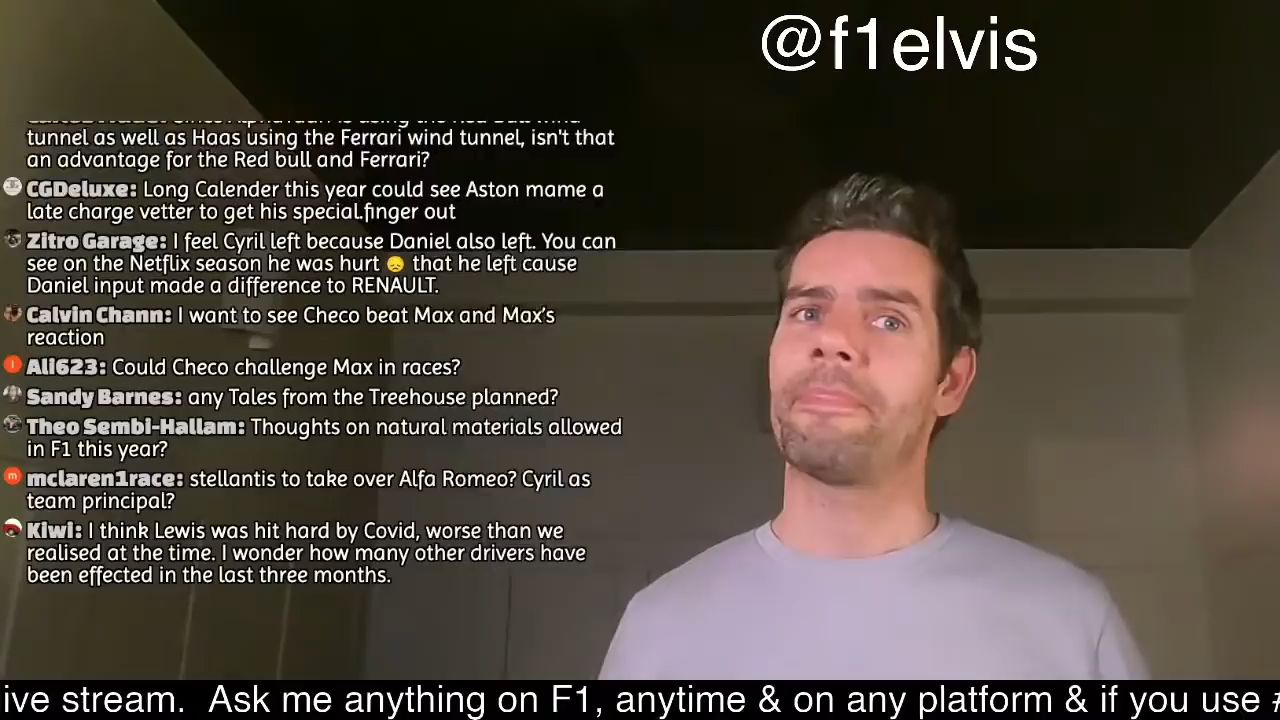 @f1elvis
tunnel as well as Haas using the Ferrari wind tunnel, isn't that
an advantage for the Red bull and Ferrari?
CGDeluxe: Long Calender this year could see Aston mame a
late charge vetter to get his special.finger out
Zitro Garage: I feel Cyril left because Daniel also left. You can
see on the Netflix season he was hurt 😞 that he left cause
Daniel input made a difference to RENAULT.
Calvin Chann: I want to see Checo beat Max and Max's
reaction
Ali623: Could Checo challenge Max in races?
Sandy Barnes: any Tales from the Treehouse planned?
Theo Sembi-Hallam: Thoughts on natural materials allowed
in F1 this year?
mclaren1race: stellantis to take over Alfa Romeo? Cyril as
team principal?
Kiwi: I think Lewis was hit hard by Covid, worse than we
realised at the time. I wonder how many other drivers have
been effected in the last three months.
ive stream. Ask me anything on F1, anytime & on any platform & if you use #